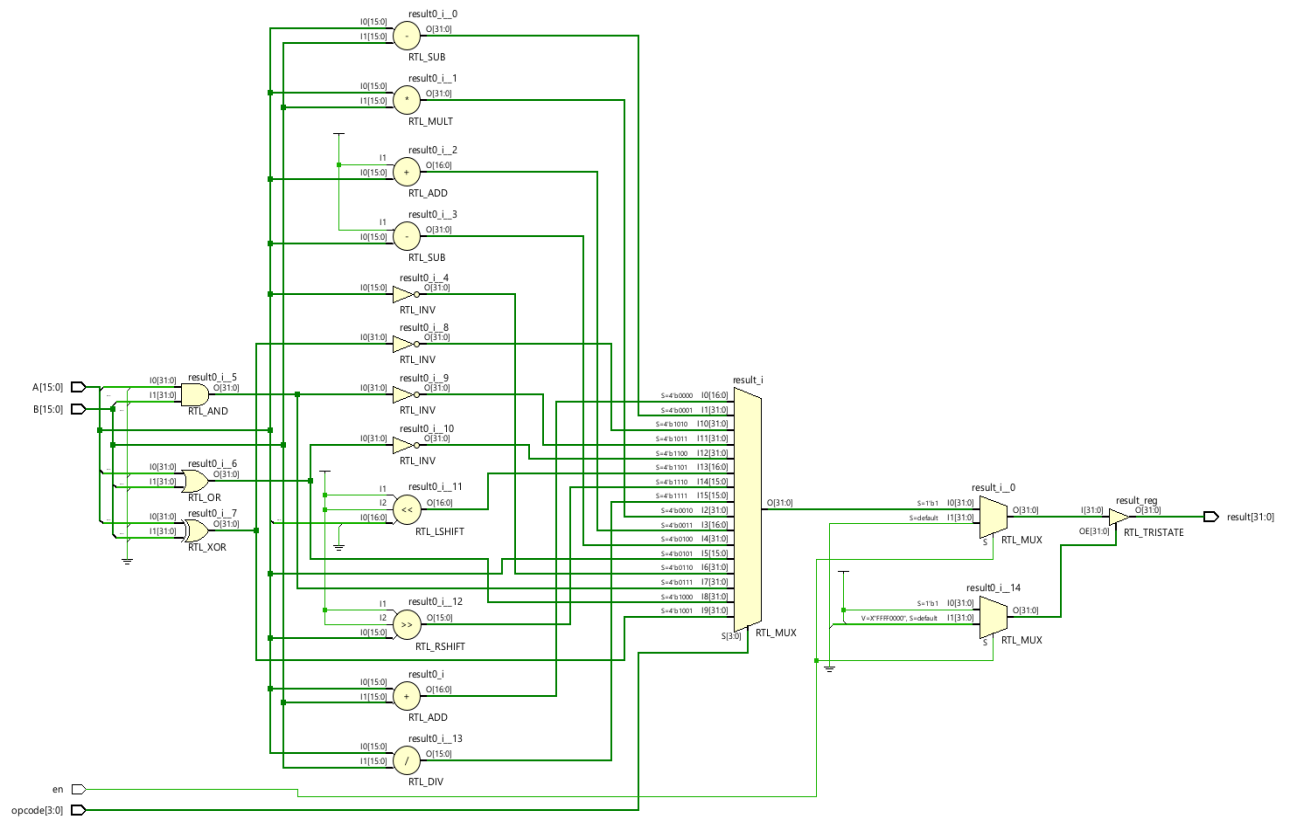 result0_i__0
I0[15:0]
O[31:0]
I1[15:0]
-
RTL_SUB
result0_i__1
I0[15:0]
O[31:0]
I1[15:0]
*
RTL_MULT
result0_i__2
I1
O[16:0]
I0[15:0]
+
RTL_ADD
result0_i__3
I1
O[31:0]
I0[15:0]
-
RTL_SUB
result0_i__4
I0[15:0]
O[31:0]
RTL_INV
result0_i__8
I0[31:0]
O[31:0]
RTL_INV
result0_i__9
I0[31:0]
O[31:0]
RTL_INV
result0_i__10
I0[31:0]
O[31:0]
RTL_INV
result0_i__11
I1
I2
O[16:0]
I0[16:0]
<<
RTL_LSHIFT
result0_i__12
I1
I2
O[15:0]
I0[15:0]
>>
RTL_RSHIFT
result0_i
I0[15:0]
O[16:0]
I1[15:0]
+
RTL_ADD
result0_i__13
I0[15:0]
O[15:0]
I1[15:0]
/
RTL_DIV
A[15:0]
B[15:0]
en
opcode[3:0]
result0_i__5
I0[31:0]
O[31:0]
I1[31:0]
RTL_AND
result0_i__6
I0[31:0]
O[31:0]
I1[31:0]
RTL_OR
result0_i__7
I0[31:0]
O[31:0]
I1[31:0]
RTL_XOR
result_i
S=4'b0000 I0[16:0]
S=4'b0001 I1[31:0]
S=4'b1010 I10[31:0]
S=4'b1011 I11[31:0]
S=4'b1100 I12[31:0]
S=4'b1101 I13[16:0]
S=4'b1110 I14[15:0]
S=4'b1111 I15[15:0]
S=4'b0010 I2[31:0]
S=4'b0011 I3[16:0]
S=4'b0100 I4[31:0]
S=4'b0101 I5[15:0]
S=4'b0110 I6[31:0]
S=4'b0111 I7[31:0]
S=4'b1000 I8[31:0]
S=4'b1001 I9[31:0]
S[3:0]
O[31:0]
RTL_MUX
result_i__0
S=1'b1 I0[31:0]
S=default I1[31:0]
O[31:0]
S
RTL_MUX
result0_i__14
S=1'b1 I0[31:0]
V=X"FFFF0000", S=default I1[31:0]
O[31:0]
S
RTL_MUX
result_reg
I[31:0]
O[31:0]
OE[31:0]
RTL_TRISTATE
result[31:0]